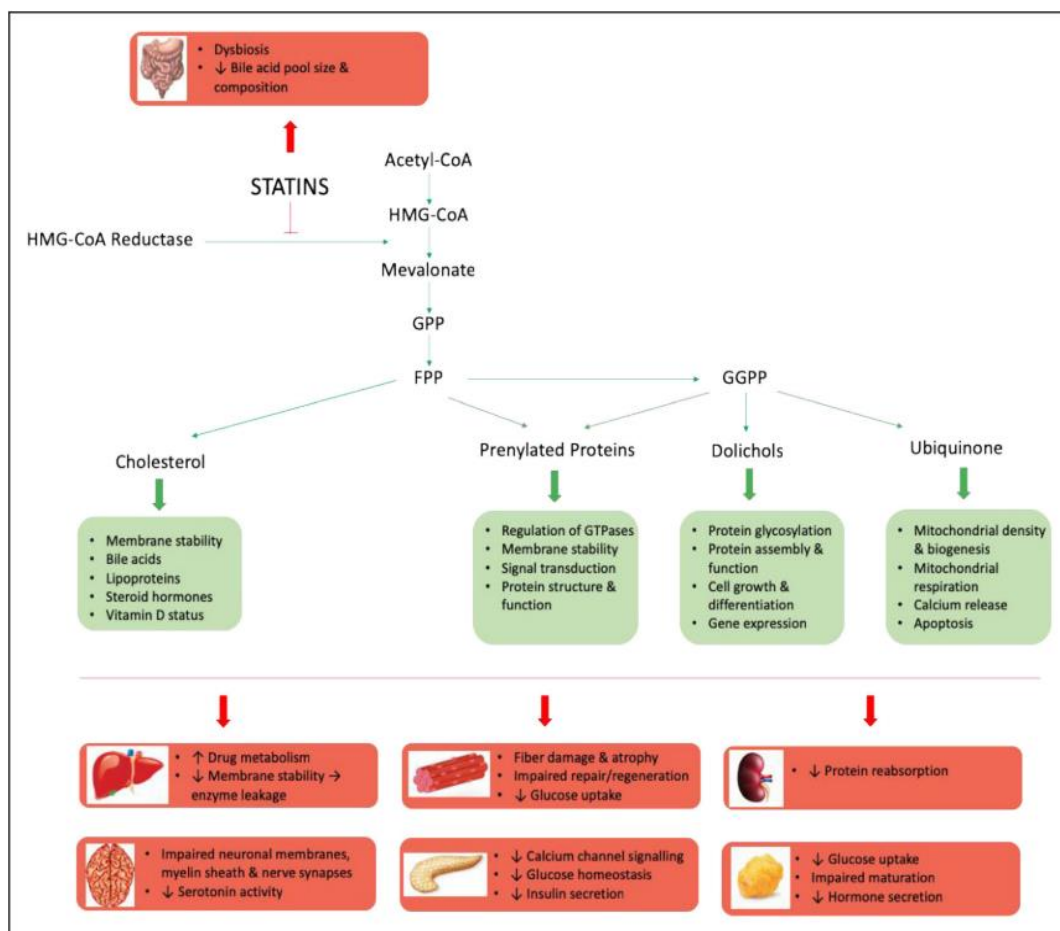 • Dysbiosis
• ↓ Bile acid pool size &
composition
Acetyl-CoA
STATINS
HMG-CoA
HMG-CoA Reductase
Mevalonate
GPP
FPP
GGPP
Cholesterol
Prenylated Proteins
Dolichols
Ubiquinone
• Membrane stability
• Bile acids
• Lipoproteins
• Steroid hormones
• Vitamin D status
• Regulation of GTPases
• Membrane stability
• Signal transduction
• Protein structure &
function
• Protein glycosylation
• Protein assembly &
function
• Cell growth &
differentiation
• Gene expression
• Mitochondrial density
& biogenesis
• Mitochondrial
respiration
• Calcium release
• Apoptosis
• ↑ Drug metabolism
• ↓ Membrane stability →
enzyme leakage
• Fiber damage & atrophy
• Impaired repair/regeneration
• ↓ Glucose uptake
• ↓ Protein reabsorption
• Impaired neuronal membranes,
myelin sheath & nerve synapses
• ↓ Serotonin activity
• ↓ Calcium channel signalling
• ↓ Glucose homeostasis
• ↓ Insulin secretion
• ↓ Glucose uptake
• Impaired maturation
• ↓ Hormone secretion